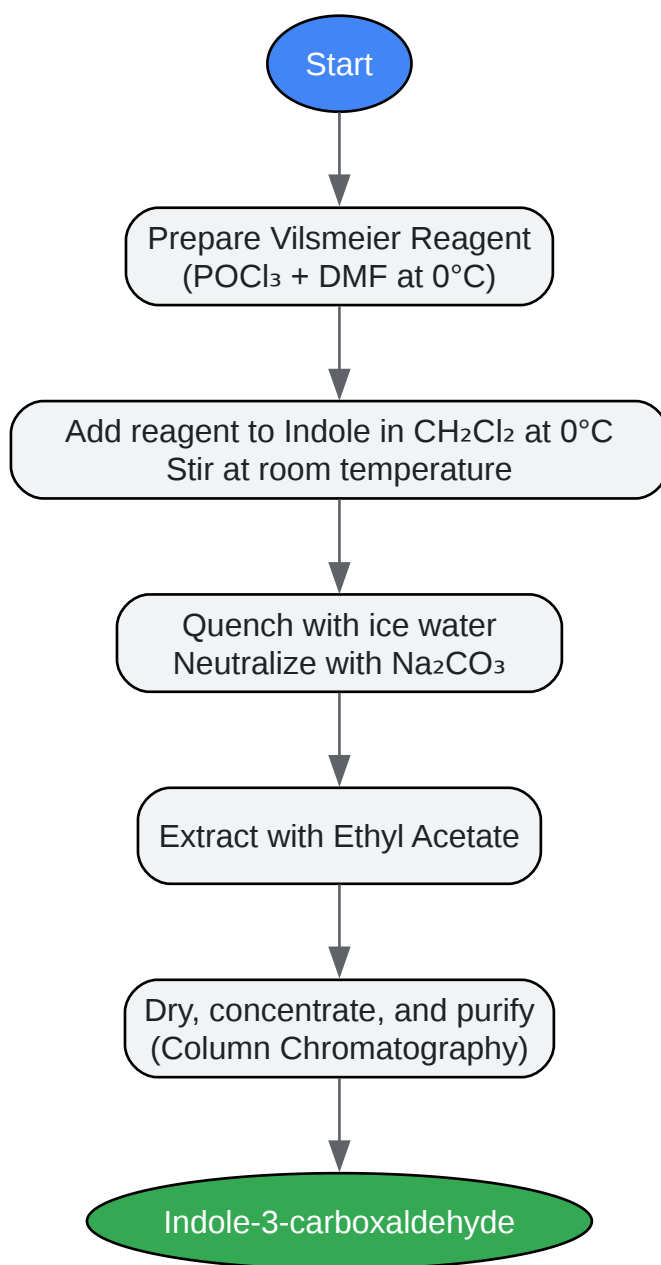 Start
Prepare Vilsmeier Reagent
(POCl₃ + DMF at 0°C)
Add reagent to Indole in CH₂Cl₂ at 0°C
Stir at room temperature
Quench with ice water
Neutralize with Na₂CO₃
Extract with Ethyl Acetate
Dry, concentrate, and purify
(Column Chromatography)
Indole-3-carboxaldehyde